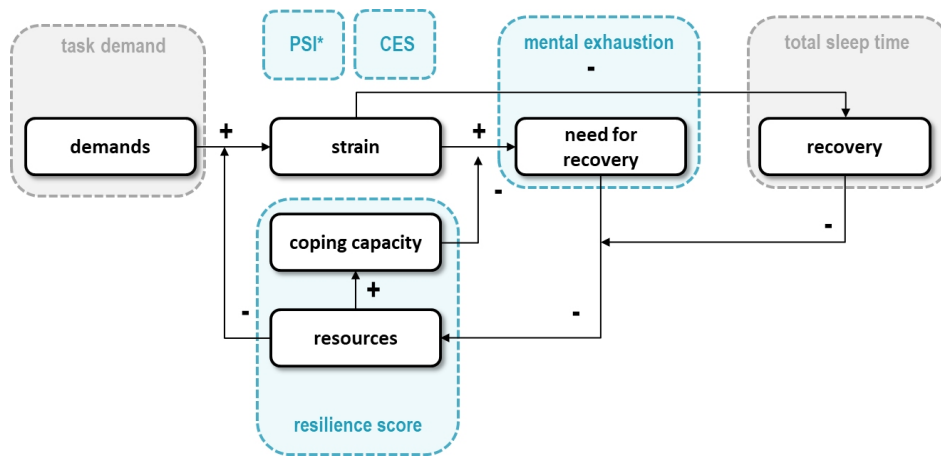 task demand
PSI*
CES
mental exhaustion
total sleep time
-
demands
+
strain
+
need for
recovery
recovery
-
-
coping capacity
+
-
-
resources
resilience score